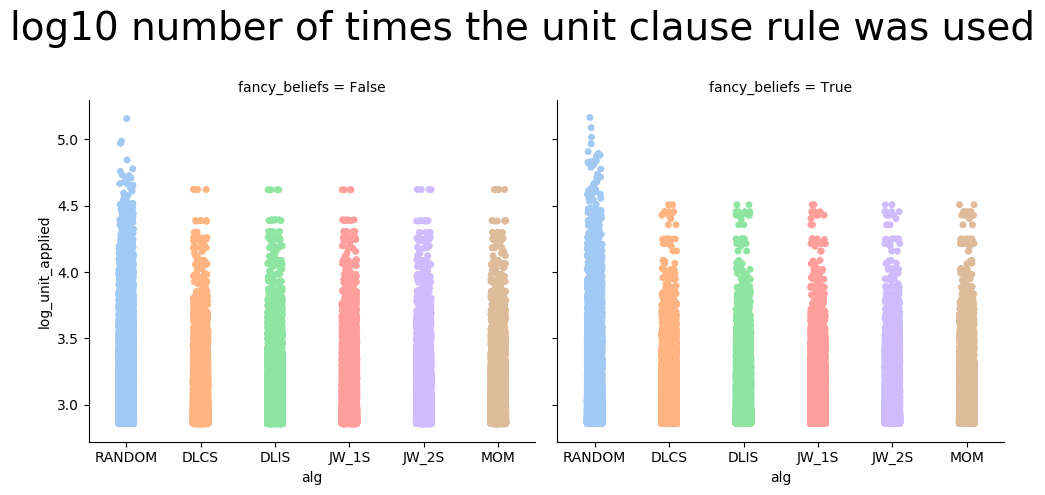 log10 number of times the unit clause rule was used
fancy_beliefs = False
fancy_beliefs = True
log_unit_applied
5.0
4.5
4.0
3.5
3.0
RANDOM DLCS DLIS JW_1S JW_2S MOM
alg
RANDOM DLCS DLIS JW_1S JW_2S MOM
alg